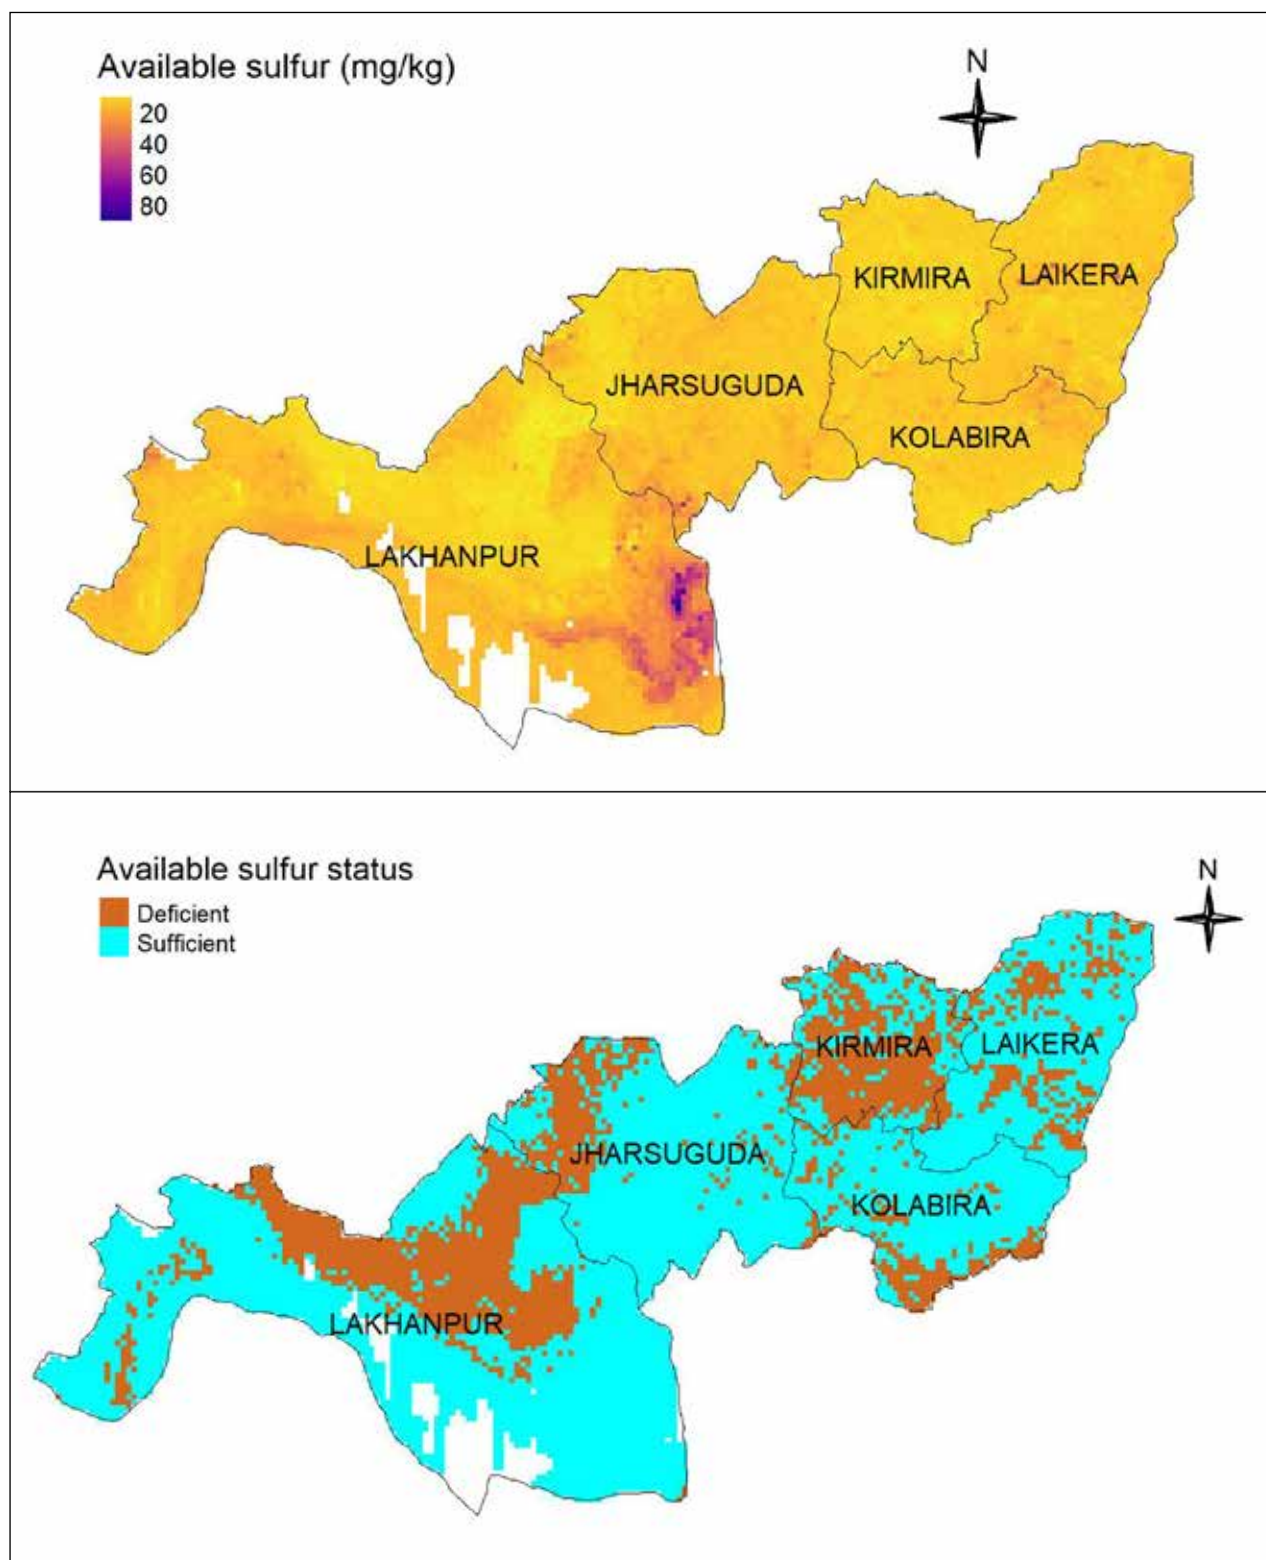 Available sulfur (mg/kg)
20
40
60
80
N
KIRMIRA
LAIKERA
JHARSUGUDA
KOLABIRA
LAKHANPUR
Available sulfur status
Deficient
Sufficient
N
KIRMIRA
LAIKERA
JHARSUGUDA
KOLABIRA
LAKHANPUR